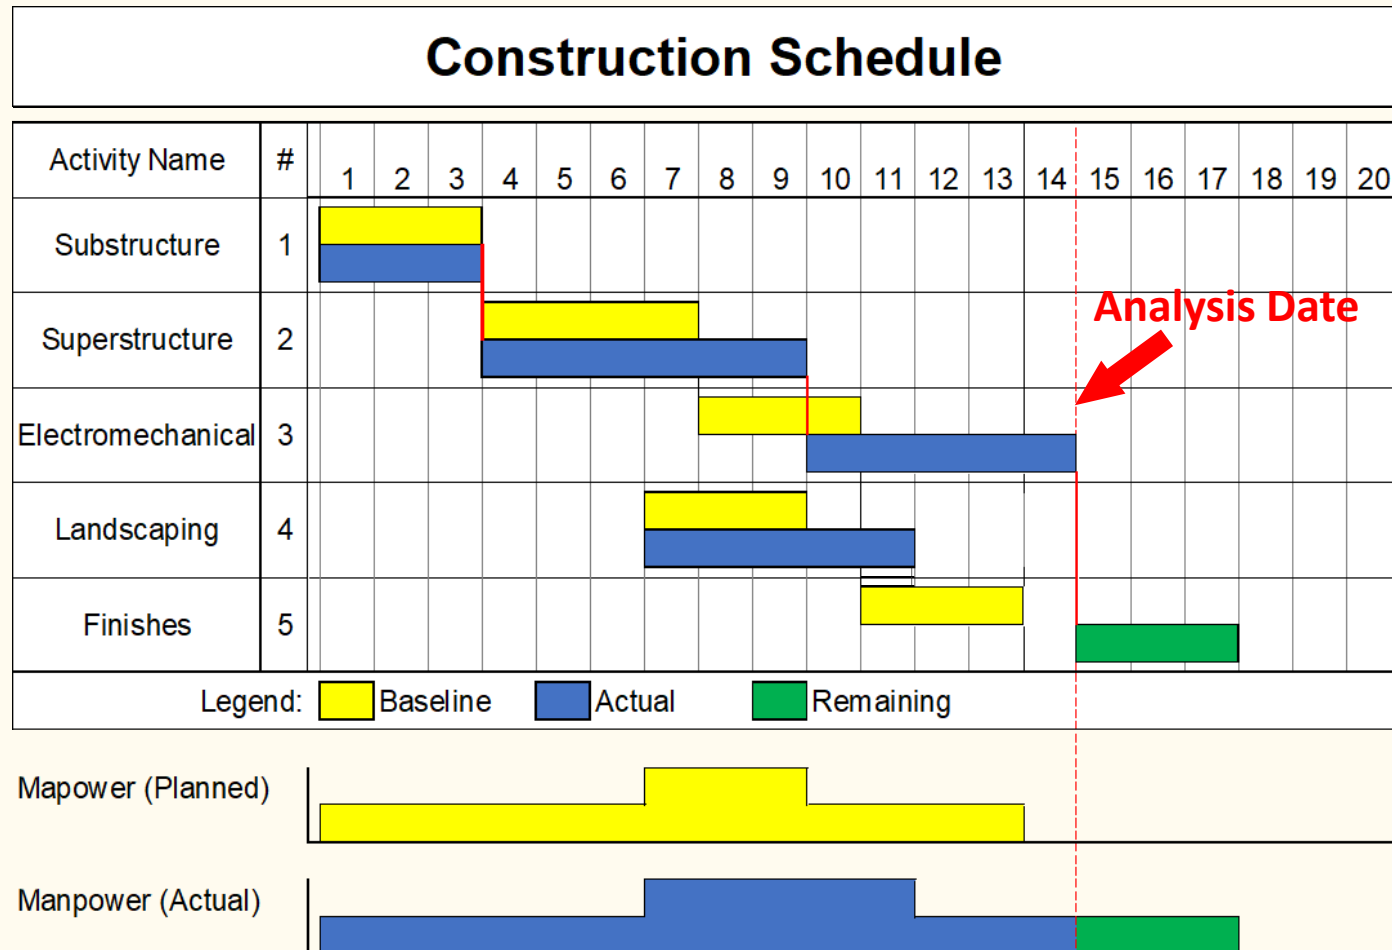 Construction Schedule
Activity Name # 1 2 3 4 5 6 7 8 9 10 11 12 13 14 15 16 17 18 19 20
Substructure 1
Analysis Date
Superstructure 2
Electromechanical 3
Landscaping 4
Finishes 5
Legend: Baseline Actual Remaining
Mapower (Planned)
Manpower (Actual)